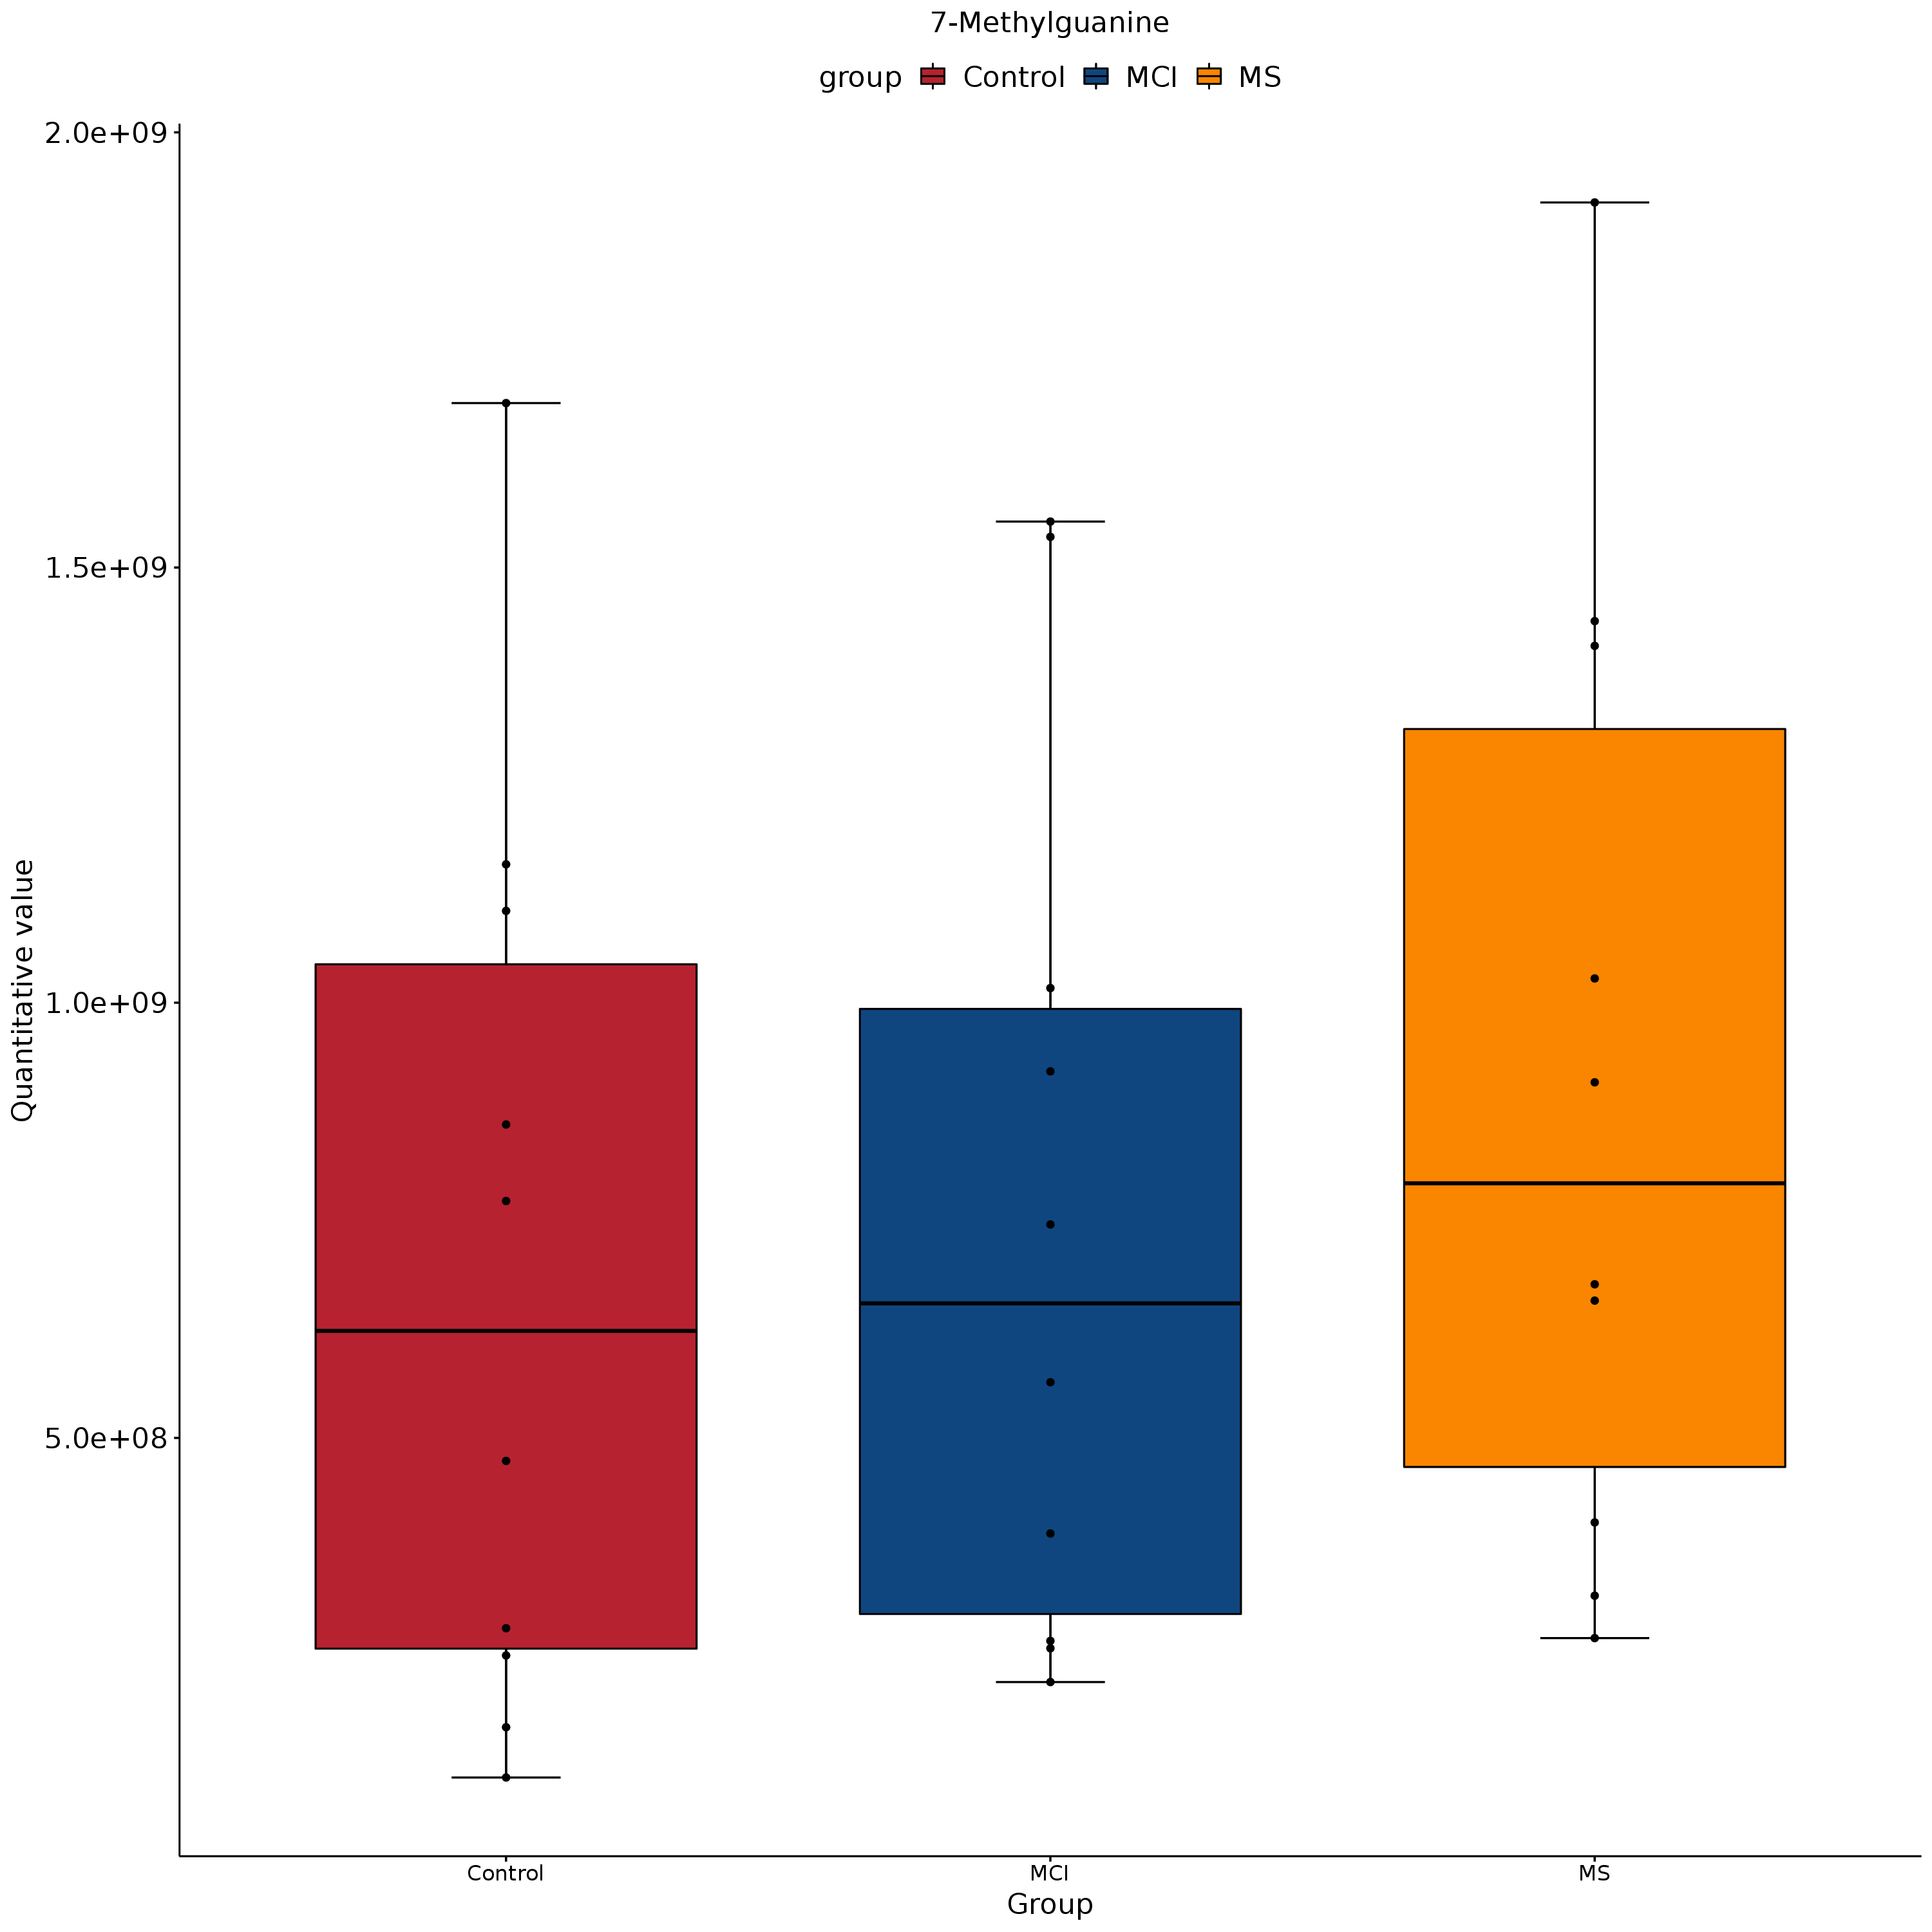 7-Methylguanine
group Control MCI MS
2.0e+09
1.5e+09
1.0e+09
5.0e+08
Quantitative value
Control MCI MS
Group